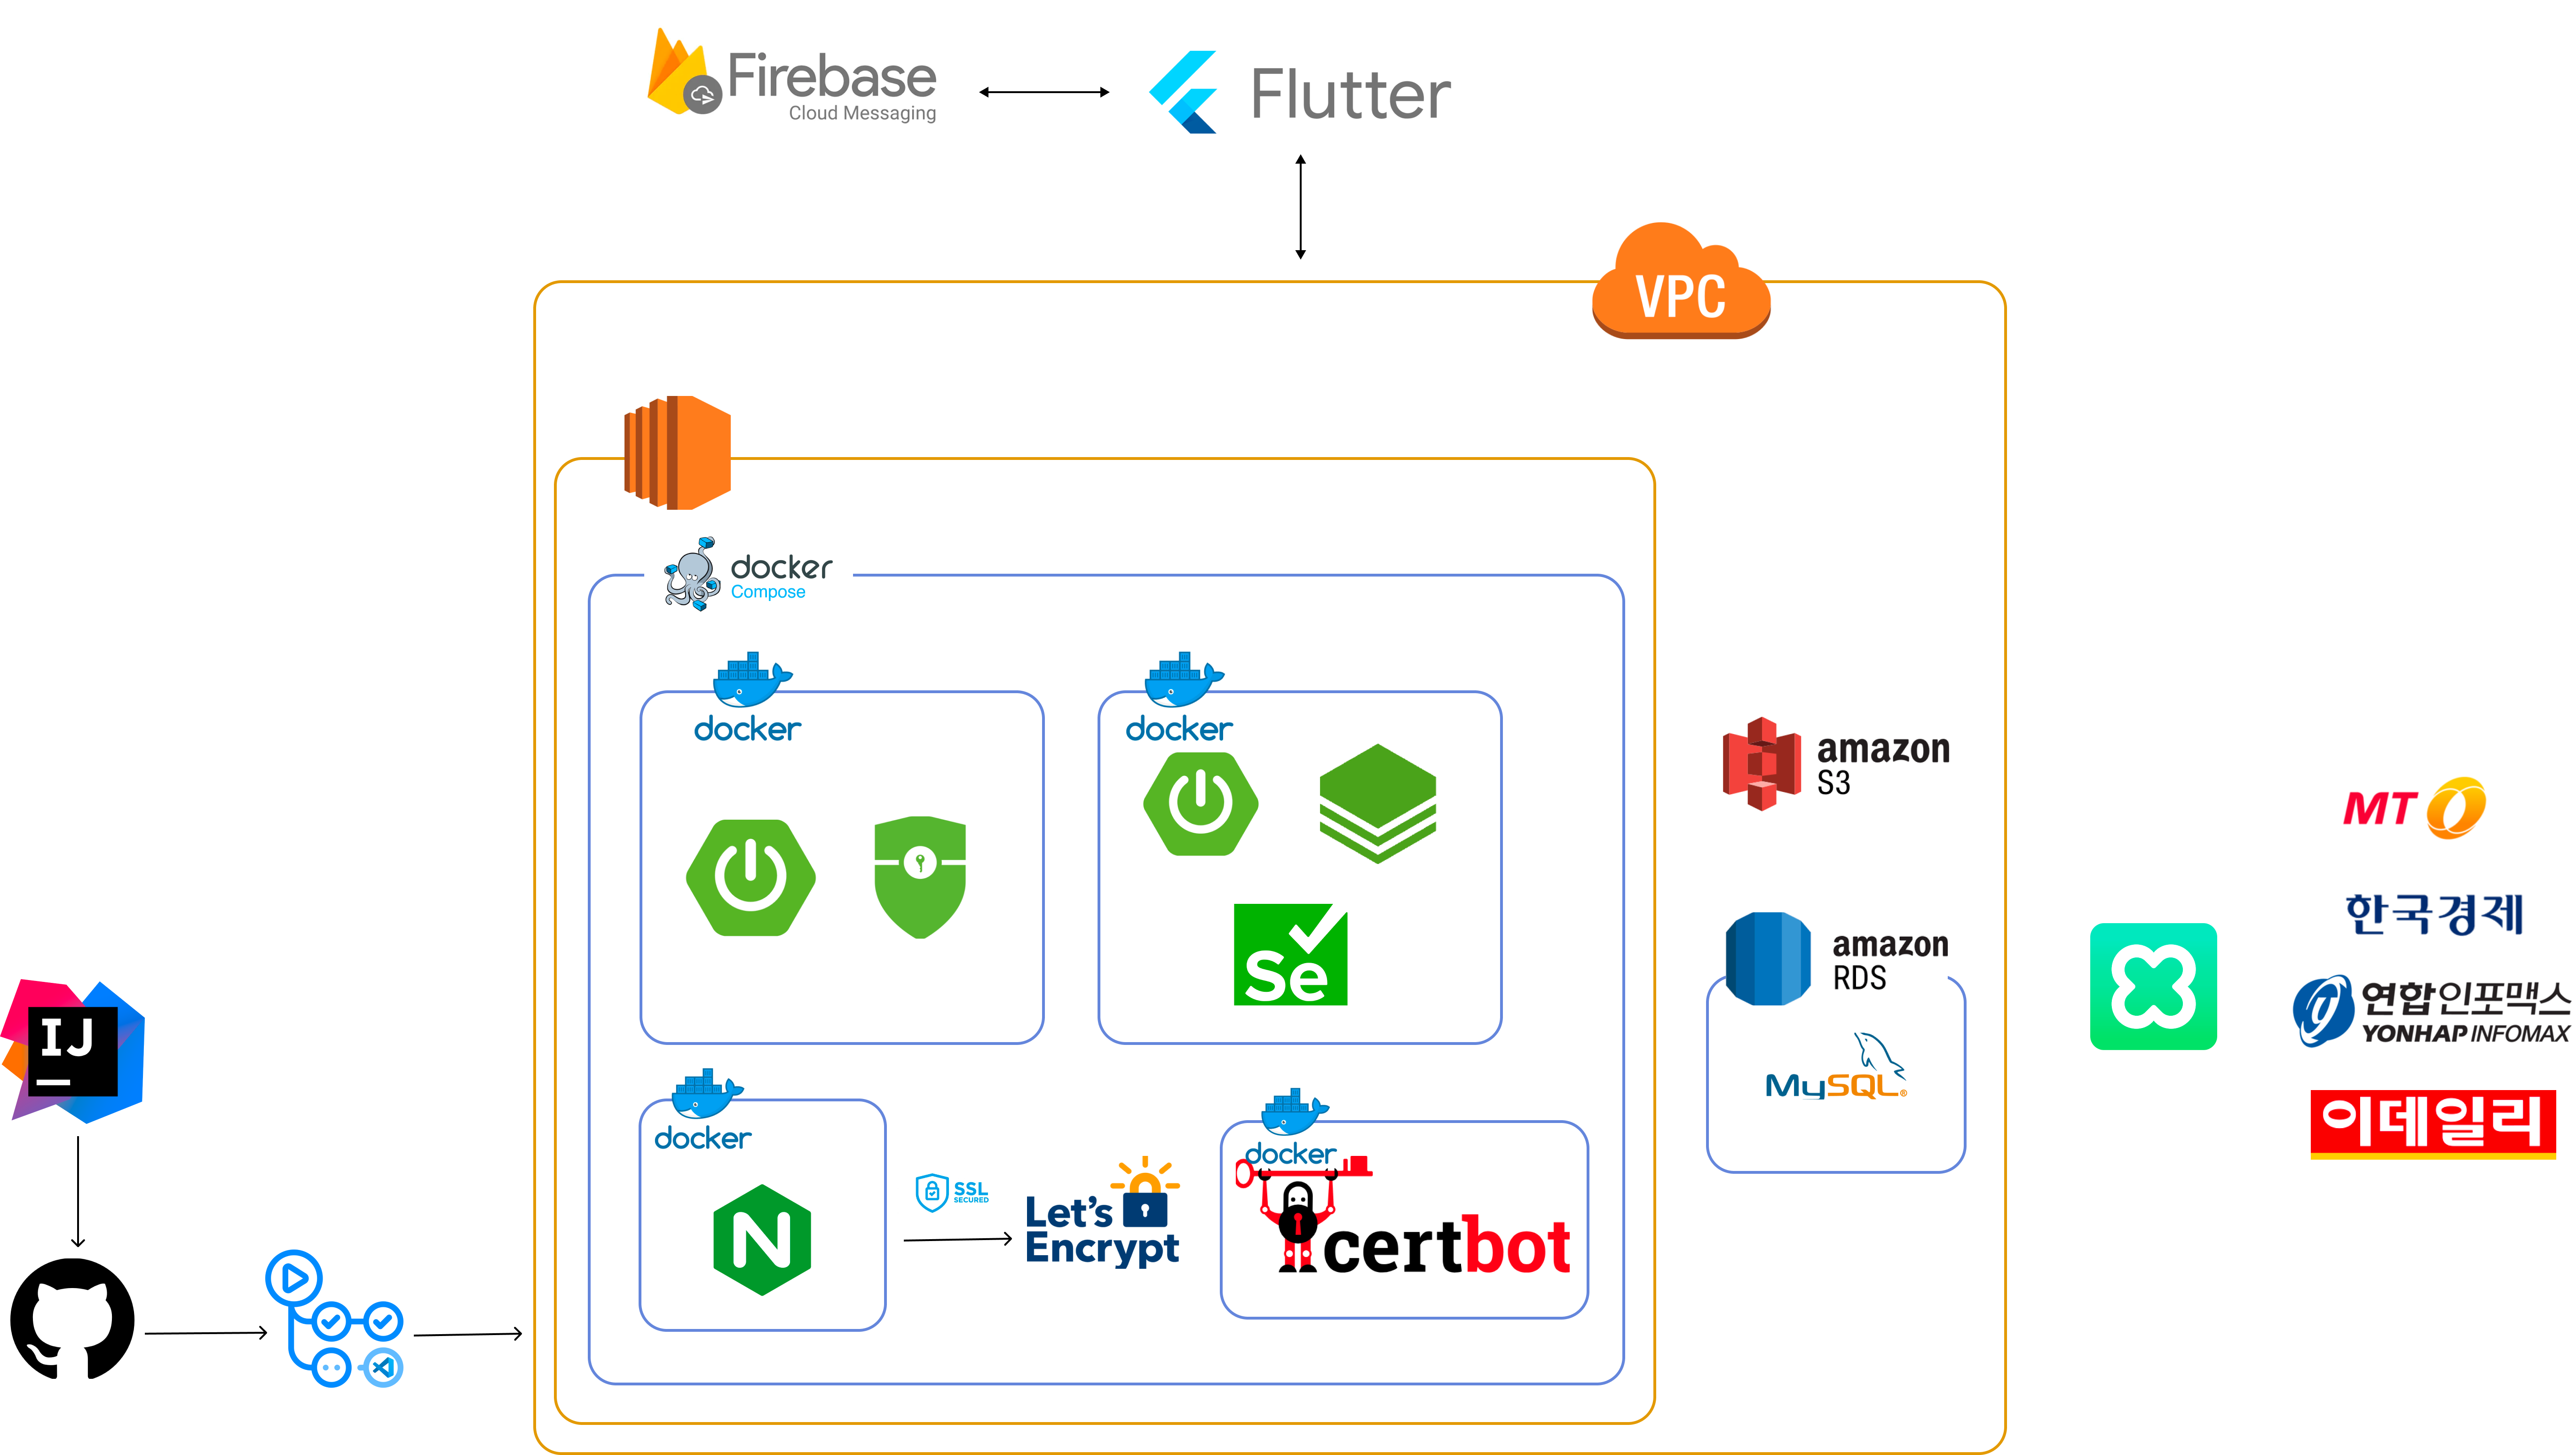 Firebase
Cloud Messaging
Flutter
VPC
docker
Compose
docker
docker
amazon
S3
Se
amazon
RDS
MySQL®
MT
한국경제
연합인포맥스
YONHAP INFOMAX
이데일리
IJ
docker
N
SSL
SECURED
Let's
Encrypt
docker
certbot